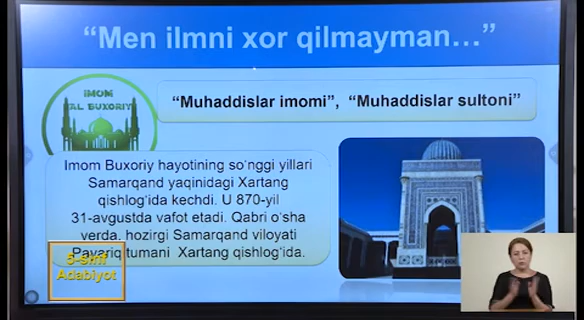 “Men ilmni xor qilmayman...”
IMOM
AL BUXORIY
“Muhaddislar imomi”, “Muhaddislar sultoni”
Imom Buxoriy hayotining so‘nggi yillari
Samarqand yaqinidagi Xartang
qishlog‘ida kechdi. U 870-yil
31-avgustda vafot etadi. Qabri o‘sha
yerda, hozirgi Samarqand viloyati
Payariq tumani Xartang qishlog‘ida.
5-sinf
Adabiyot